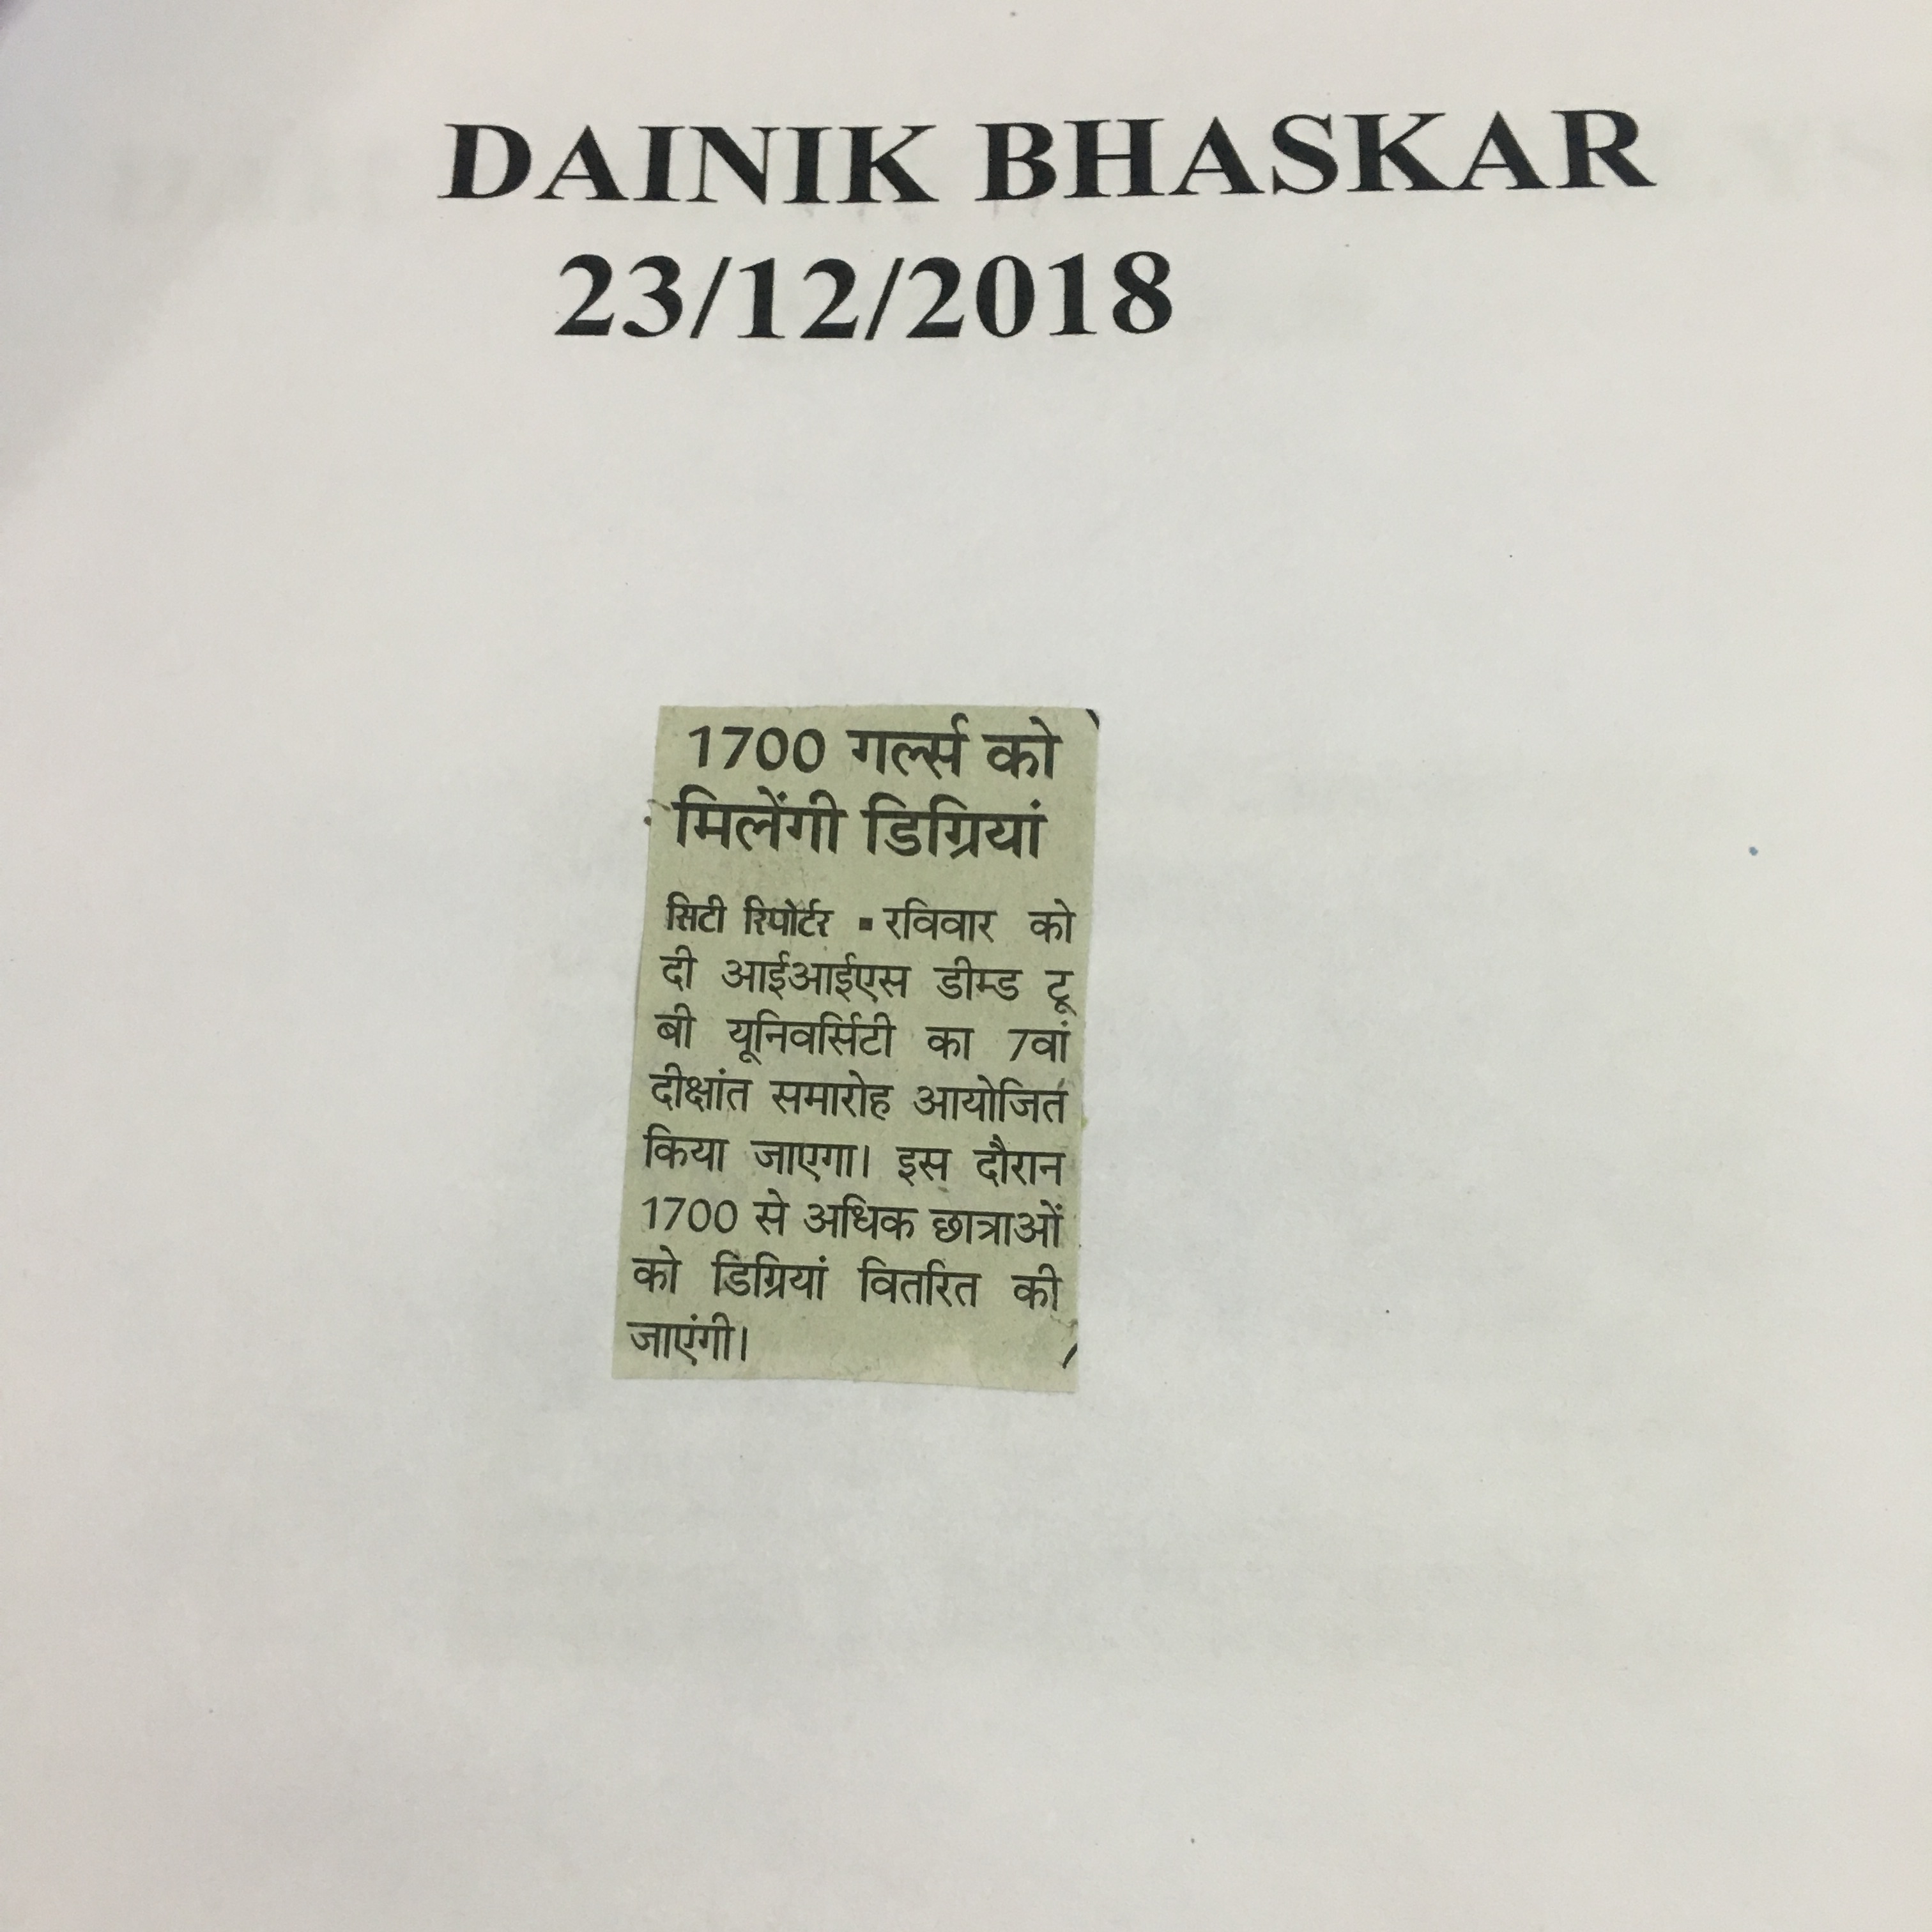 DAINIK BHASKAR
23/12/2018
1700 गर्ल्स को
मिलेंगी डिग्रियां
सिटी रिपोर्टर ▪ रविवार को
दी आईआईएस डीम्ड टू
बी यूनिवर्सिटी का 7वां
दीक्षांत समारोह आयोजित
किया जाएगा। इस दौरान
1700 से अधिक छात्राओं
को डिग्रियां वितरित की
जाएंगी।